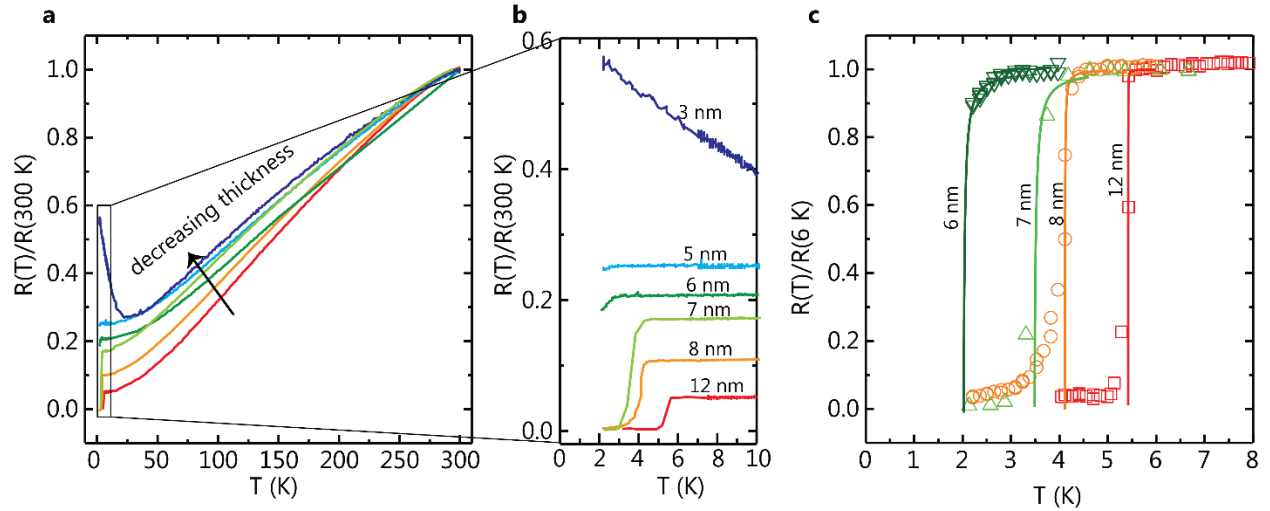 a
R(T)/R(300 K)
1.0
0.8
0.6
0.4
0.2
0.0
decreasing thickness
0 50 100 150 200 250 300
T (K)
b
R(T)/R(300 K)
0.6
0.4
0.2
0.0
3 nm
5 nm
6 nm
7 nm
8 nm
12 nm
0 2 4 6 8 10
T (K)
c
R(T)/R(6 K)
1.0
0.8
0.6
0.4
0.2
0.0
6 nm
7 nm
8 nm
12 nm
0 1 2 3 4 5 6 7 8
T (K)